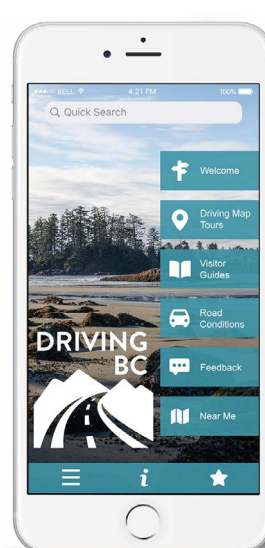 BELL 4:21 PM 100%
Quick Search
Welcome
Driving Map
Tours
Visitor
Guides
Road
Conditions
DRIVING
BC
Feedback
Near Me
i